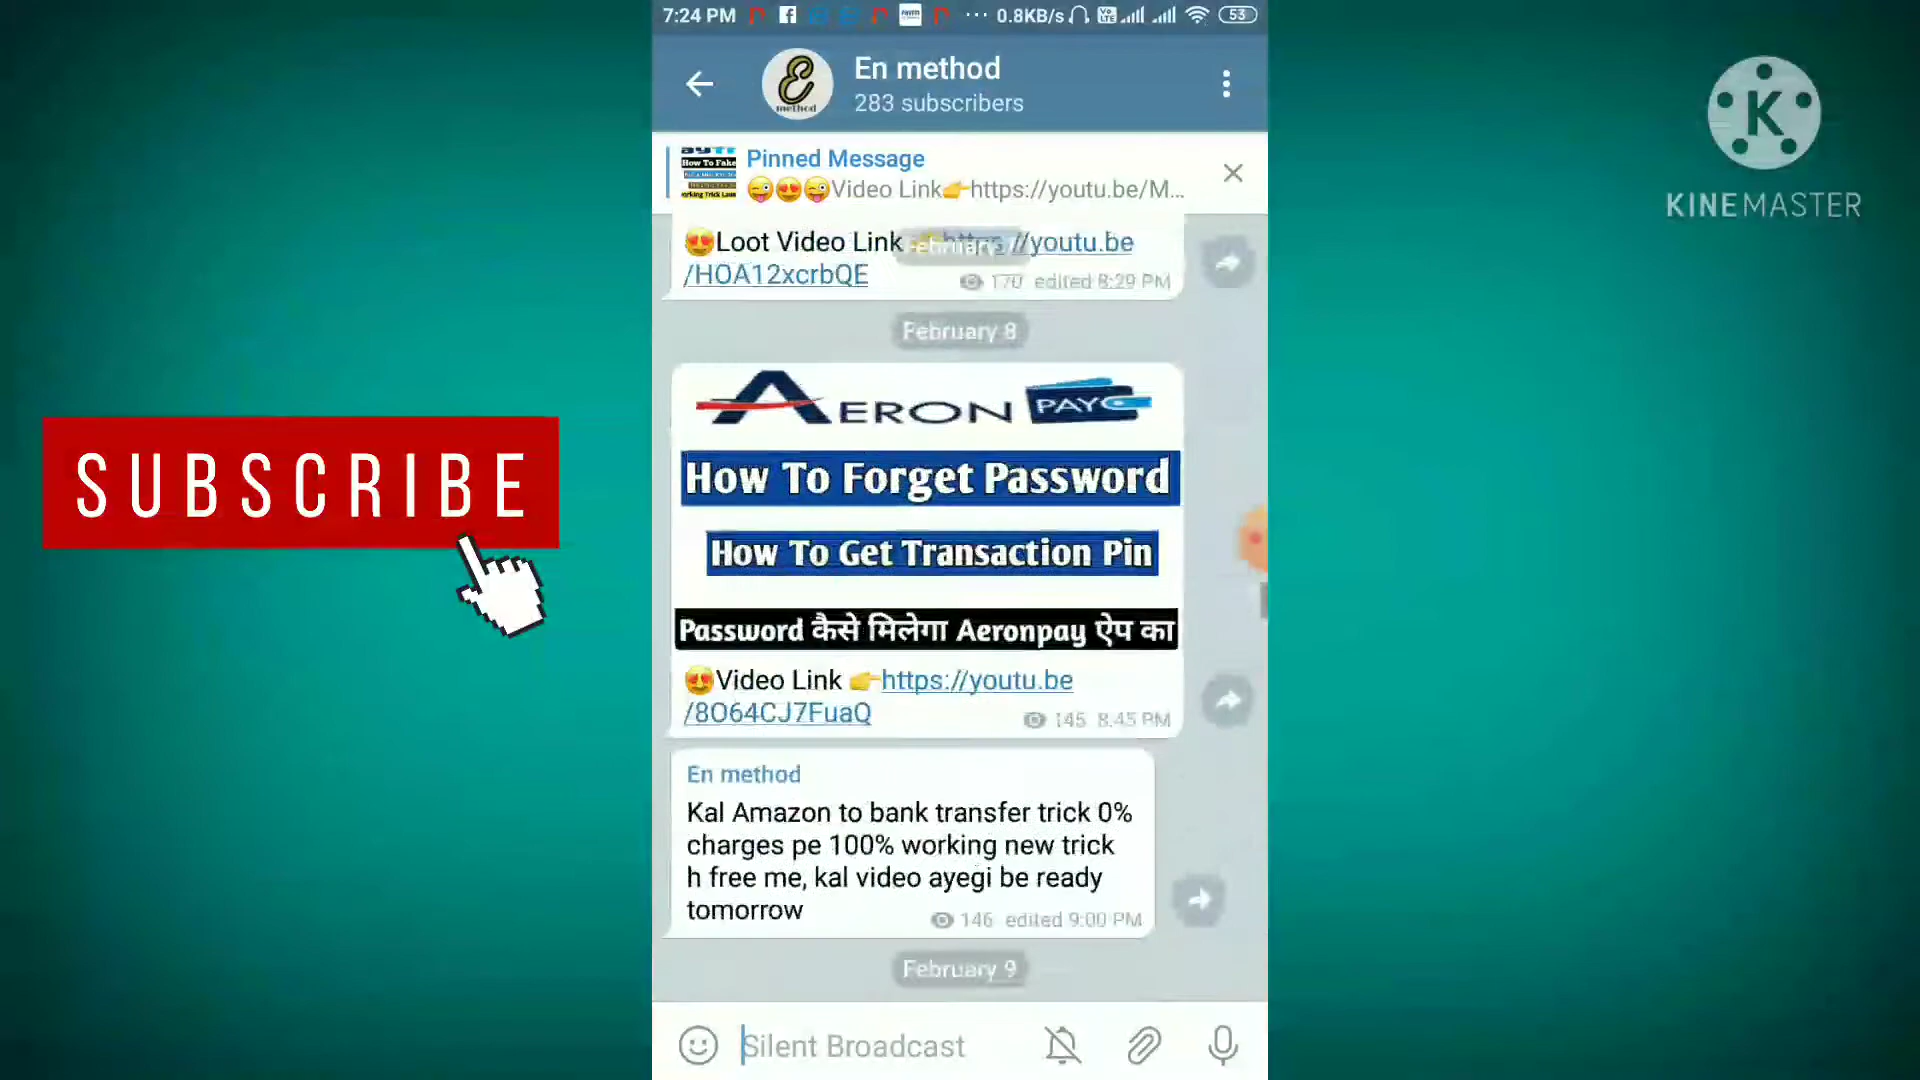 7:24 PM
0.8KB/s
53
En method
283 subscribers
KINEMASTER
Pinned Message
😜😍😜Video Link👉https://youtu.be/M...
How To Fake
😍Loot Video Link https://youtu.be
/HOA12xcrbQE
170 edited 8:29 PM
February 8
AERON PAY
How To Forget Password
How To Get Transaction Pin
Password कैसे मिलेगा Aeronpay ऐप का
😍Video Link 👉https://youtu.be
/8O64CJ7FuaQ
145 8:45 PM
SUBSCRIBE
En method
Kal Amazon to bank transfer trick 0%
charges pe 100% working new trick
h free me, kal video ayegi be ready
tomorrow
146 edited 9:00 PM
February 9
Silent Broadcast